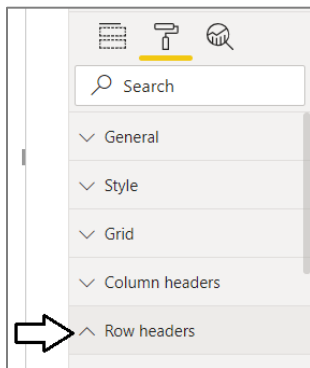 Search
General
Style
Grid
Column headers
Row headers